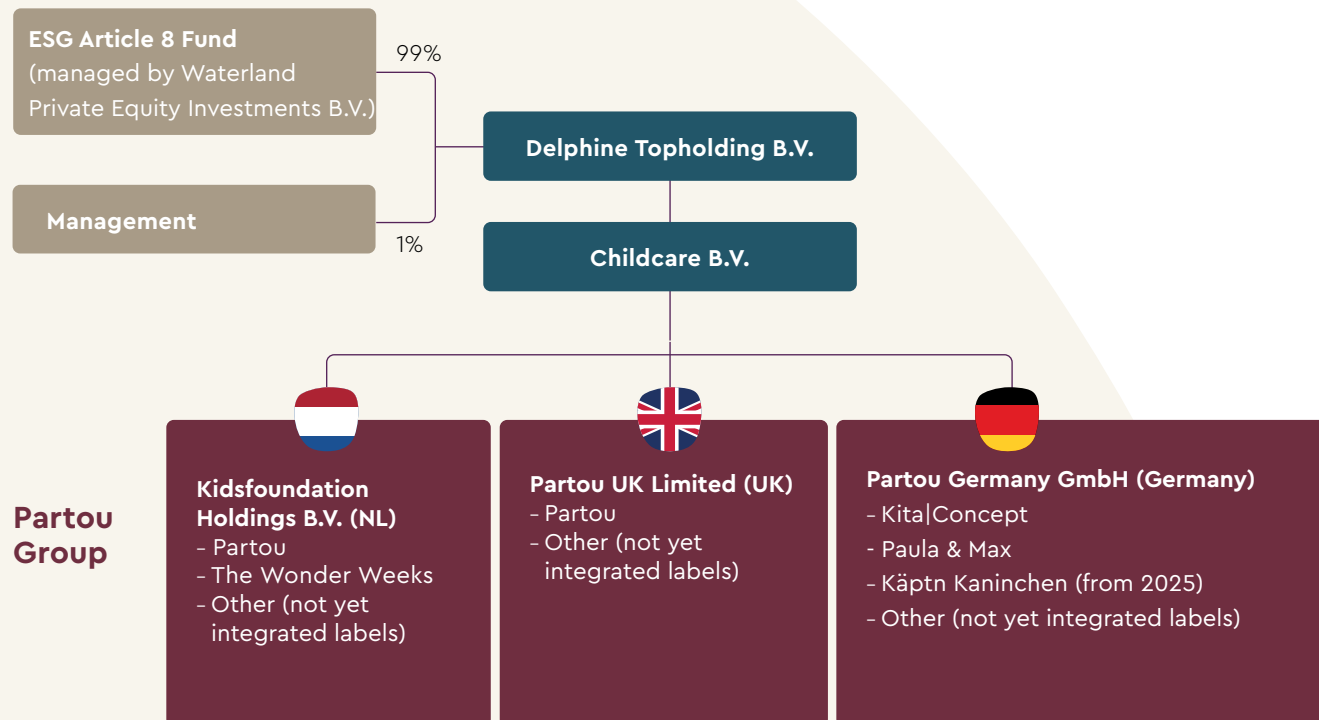 ESG Article 8 Fund
(managed by Waterland
Private Equity Investments B.V.)
99%
Management
1%
Delphine Topholding B.V.
Childcare B.V.
Partou
Group
Kidsfoundation
Holdings B.V. (NL)
- Partou
- The Wonder Weeks
- Other (not yet
integrated labels)
Partou UK Limited (UK)
- Partou
- Other (not yet
integrated labels)
Partou Germany GmbH (Germany)
- Kita|Concept
- Paula & Max
- Käptn Kaninchen (from 2025)
- Other (not yet integrated labels)